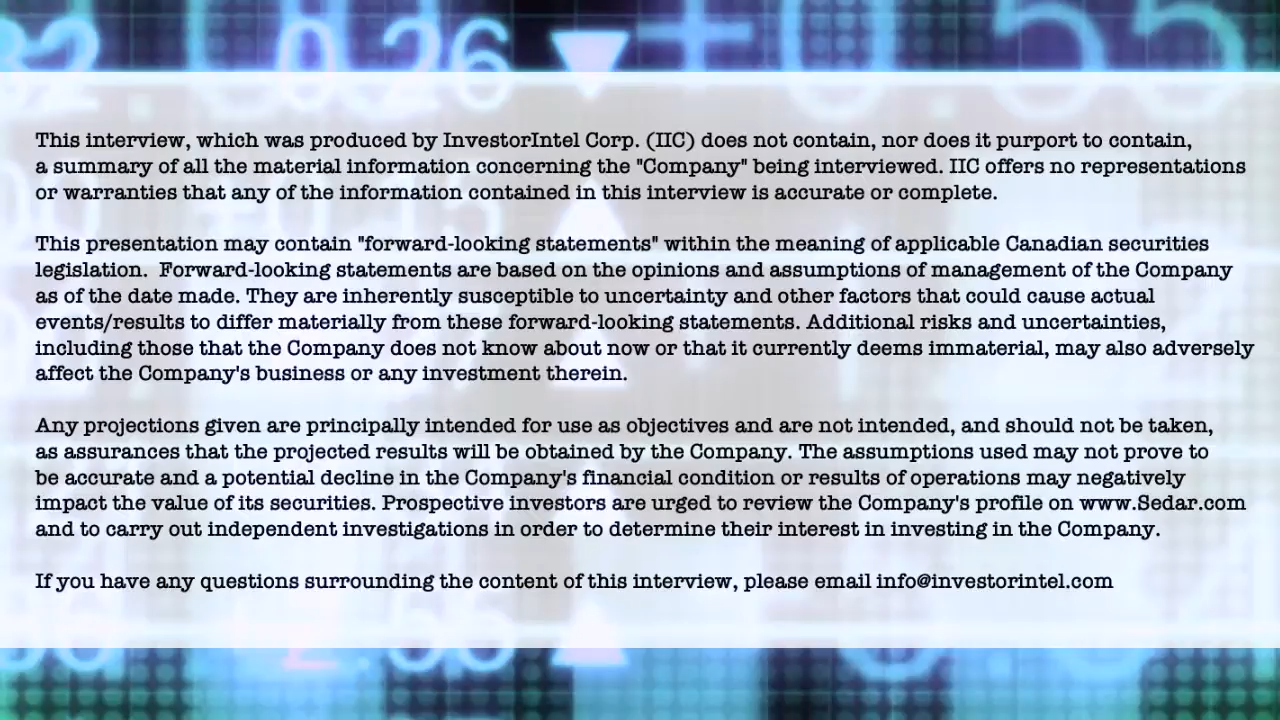 32 0.26 ▼ +0.55
This interview, which was produced by InvestorIntel Corp. (IIC) does not contain, nor does it purport to contain,
a summary of all the material information concerning the "Company" being interviewed. IIC offers no representations
or warranties that any of the information contained in this interview is accurate or complete.
This presentation may contain "forward-looking statements" within the meaning of applicable Canadian securities
legislation.  Forward-looking statements are based on the opinions and assumptions of management of the Company
as of the date made. They are inherently susceptible to uncertainty and other factors that could cause actual
events/results to differ materially from these forward-looking statements. Additional risks and uncertainties,
including those that the Company does not know about now or that it currently deems immaterial, may also adversely
affect the Company's business or any investment therein.
Any projections given are principally intended for use as objectives and are not intended, and should not be taken,
as assurances that the projected results will be obtained by the Company. The assumptions used may not prove to
be accurate and a potential decline in the Company's financial condition or results of operations may negatively
impact the value of its securities. Prospective investors are urged to review the Company's profile on www.Sedar.com
and to carry out independent investigations in order to determine their interest in investing in the Company.
If you have any questions surrounding the content of this interview, please email info@investorintel.com